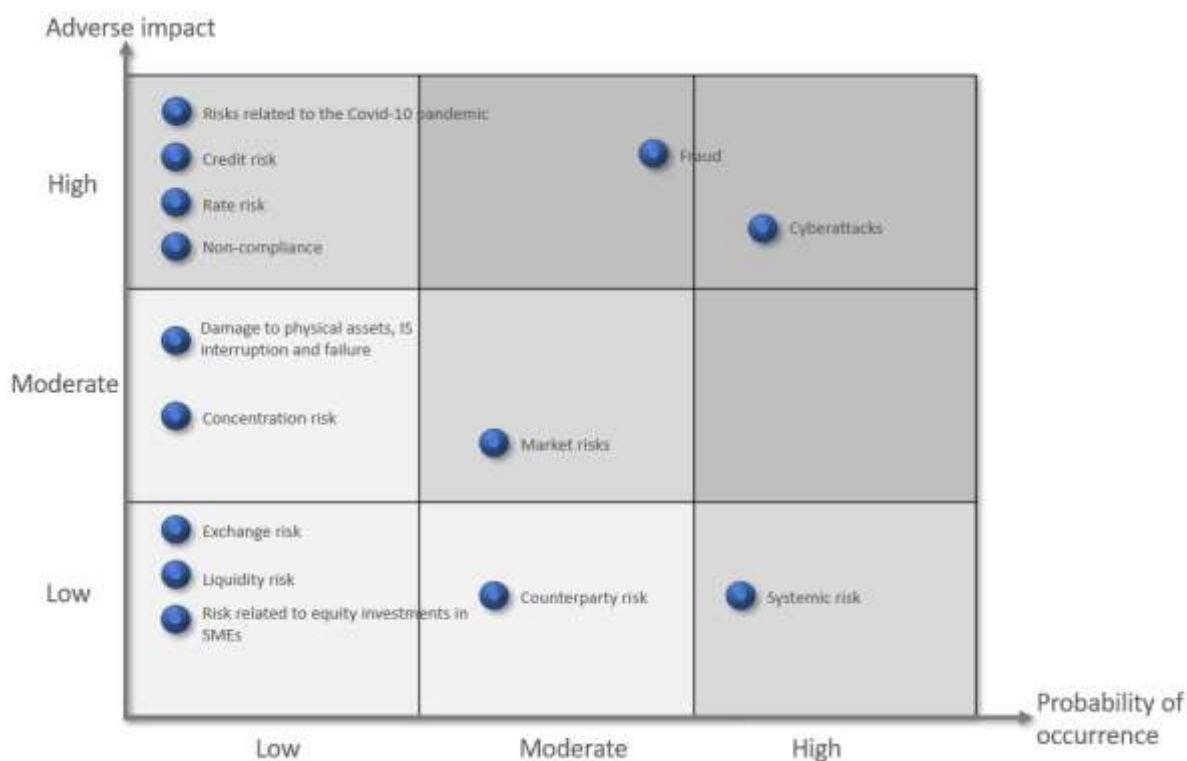 Adverse impact
High
Risks related to the Covid-10 pandemic
Credit risk
Rate risk
Non-compliance
Fraud
Cyberattacks
Moderate
Damage to physical assets, IS
interruption and failure
Concentration risk
Market risks
Low
Exchange risk
Liquidity risk
Risk related to equity investments in
SMEs
Counterparty risk
Systemic risk
Low
Moderate
High
Probability of
occurrence